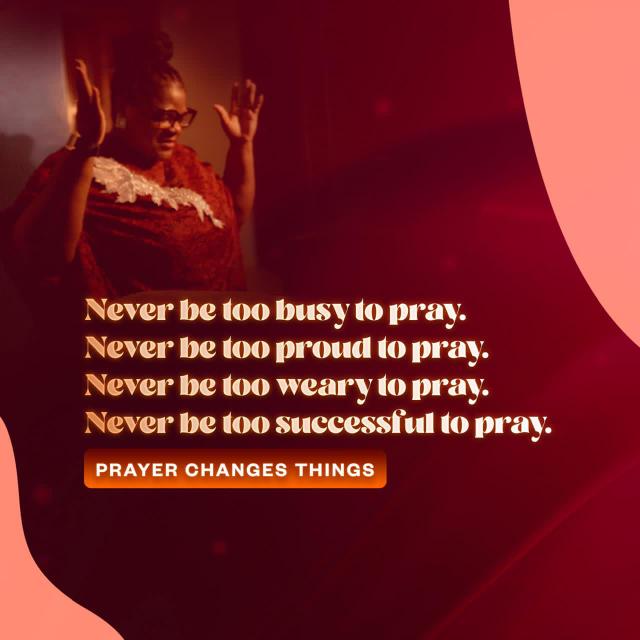 Never be too busy to pray.
Never be too proud to pray.
Never be too weary to pray.
Never be too successful to pray.
PRAYER CHANGES THINGS